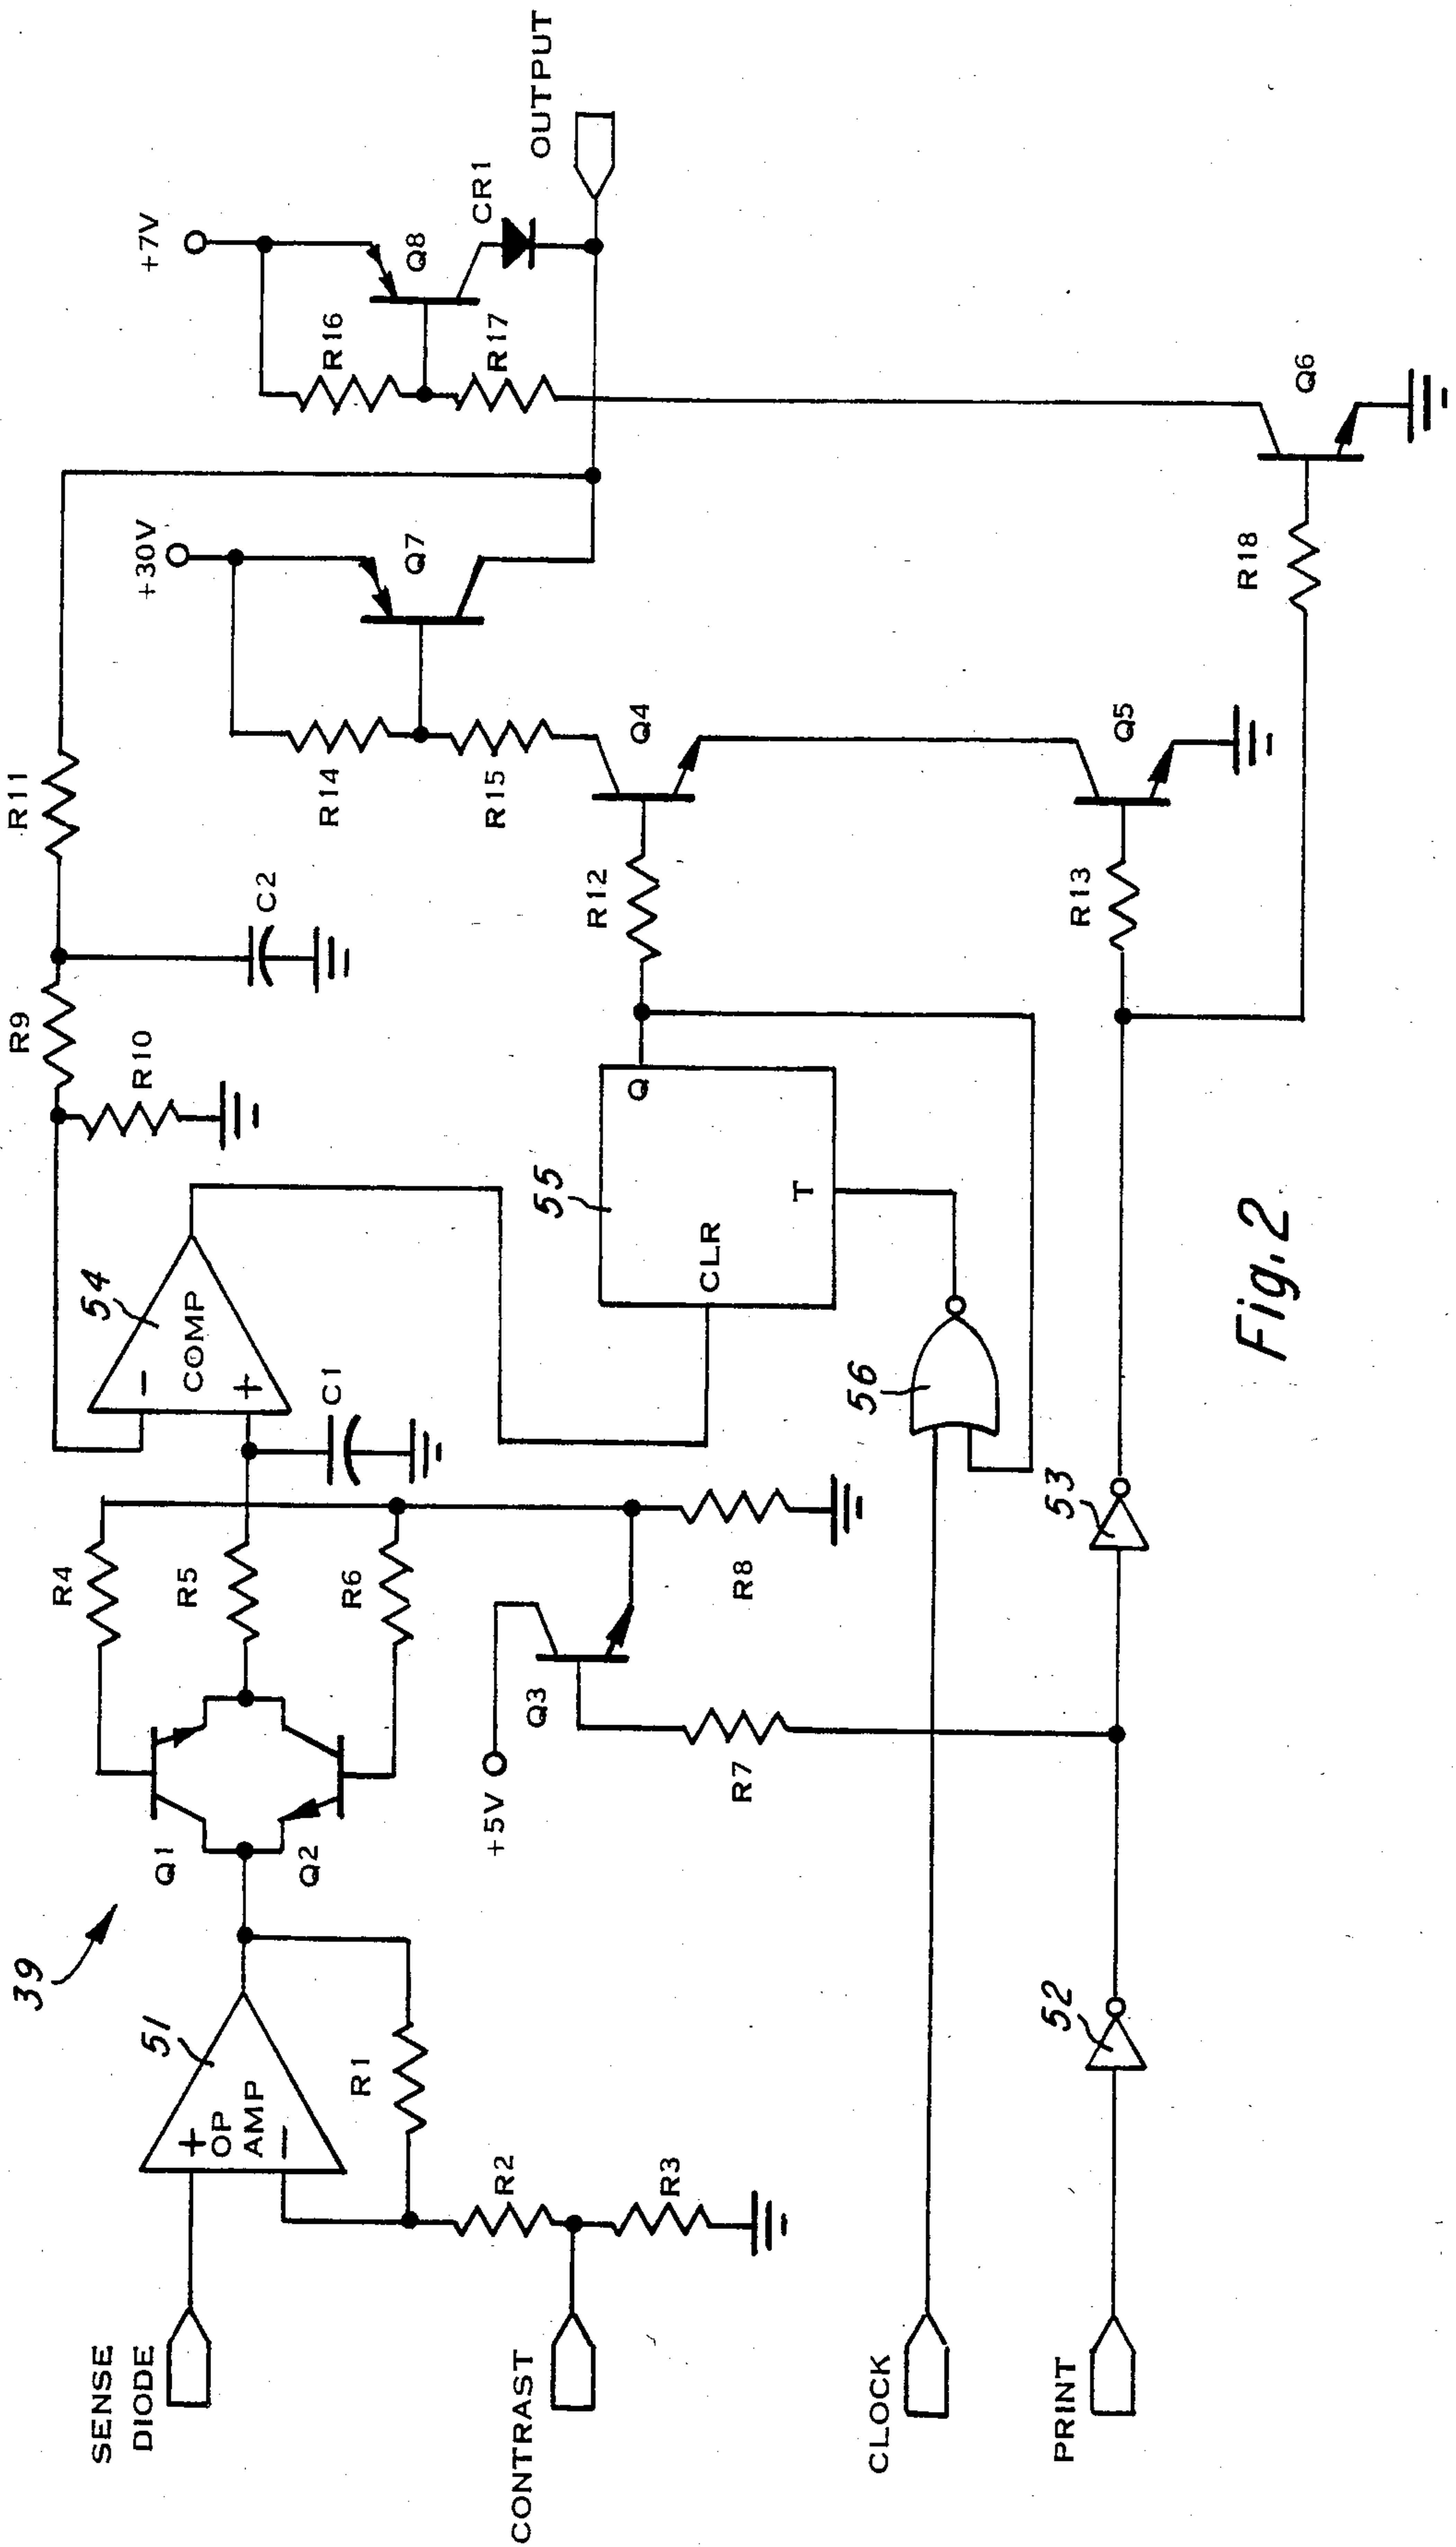 39
SENSE
DIODE
+
OP
AMP
−
51
R1
R2
R3
CONTRAST
Q1
Q2
R4
R5
R6
+5V
Q3
R7
R8
C1
54
−
COMP
+
R9
R10
C2
R11
55
CLR
Q
T
56
CLOCK
PRINT
52
53
R12
R13
+30V
R14
R15
Q7
Q4
Q5
+7V
R16
R17
Q8
CR1
OUTPUT
R18
Q6
Fig. 2